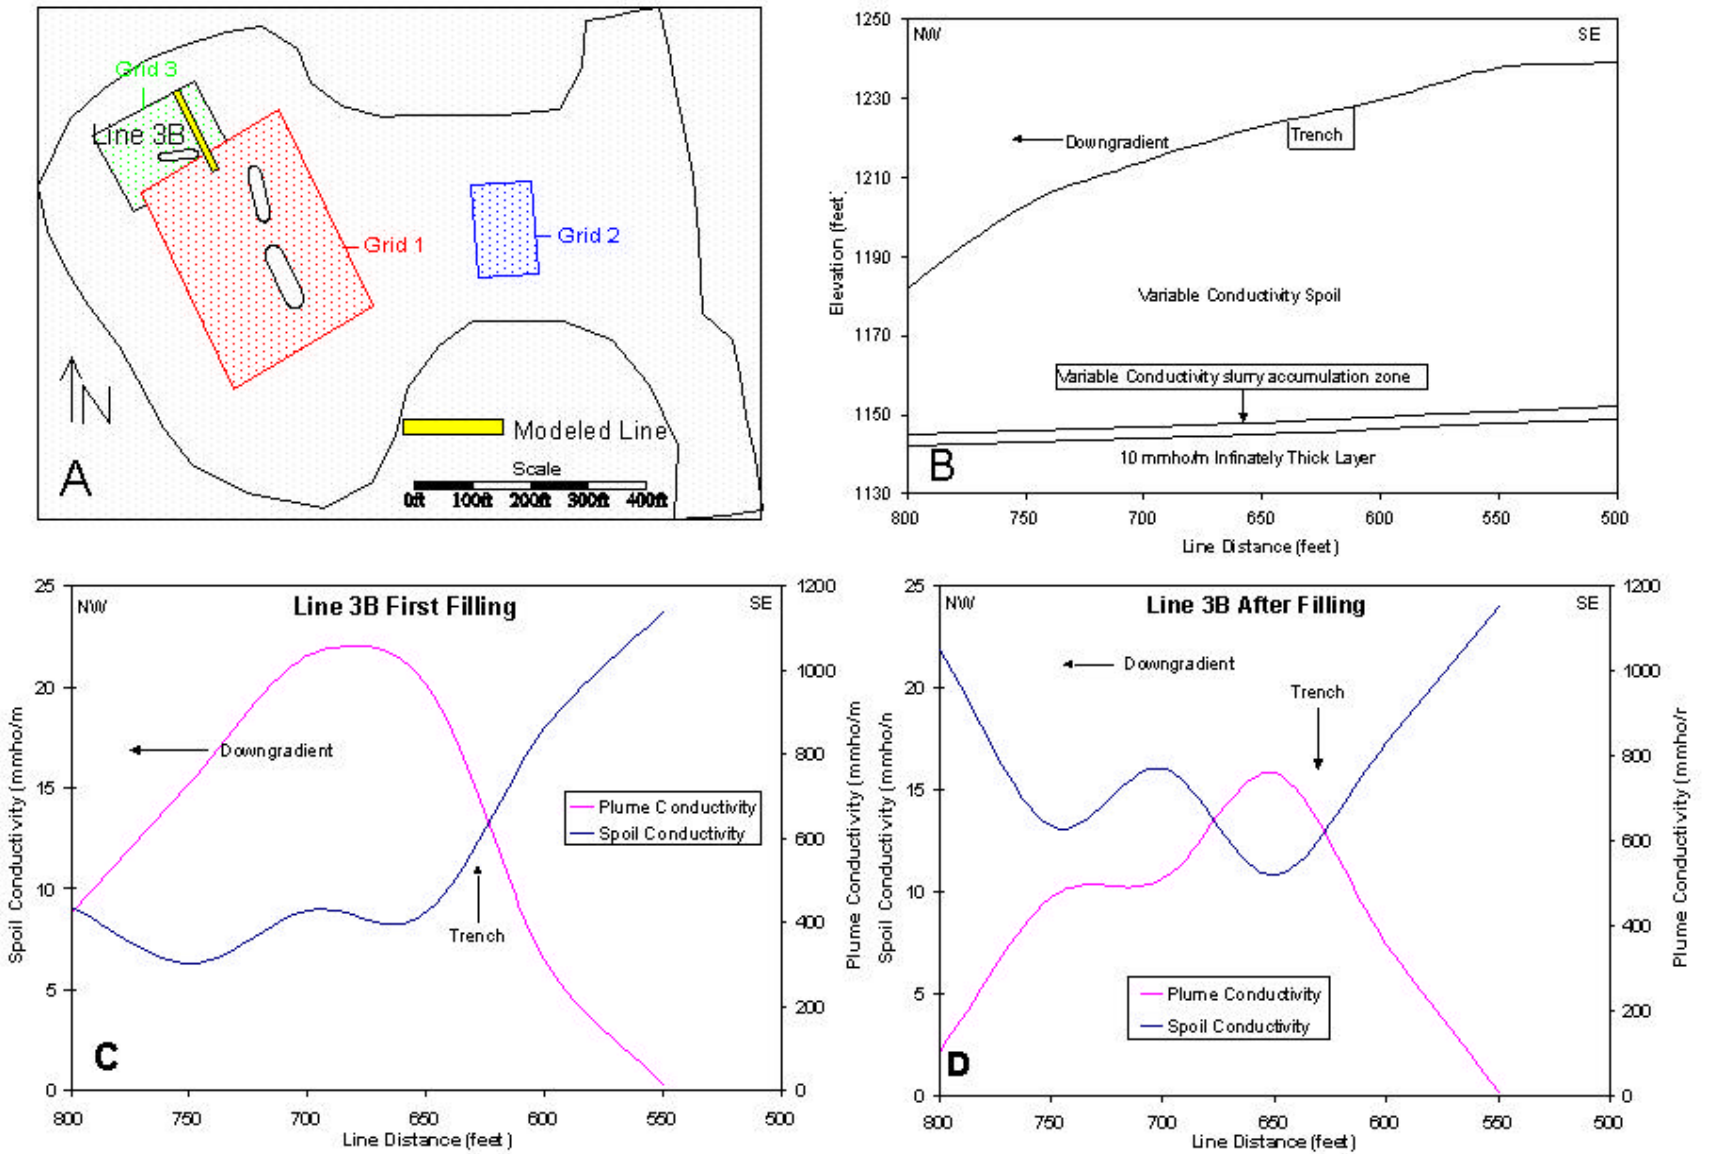 Grid 3
Line 3B
Grid 1
Grid 2
N
Modeled Line
Scale
0ft 100ft 200ft 300ft 400ft
A
1250
1230
1210
1190
1170
1150
1130
Elevation (feet)
NW
SE
Downgradient
Trench
Variable Conductivity Spoil
Variable Conductivity slurry accumulation zone
10 mmho/m Infinately Thick Layer
B
800 750 700 650 600 550 500
Line Distance (feet)
Line 3B First Filling
NW
SE
25
20
15
10
5
0
Spoil Conductivity (mmho/m
1200
1000
800
600
400
200
0
Plume Conductivity (mmho/m
Downgradient
Plume Conductivity
Spoil Conductivity
Trench
C
800 750 700 650 600 550 500
Line Distance (feet)
Line 3B After Filling
NW
SE
25
20
15
10
5
0
Spoil Conductivity (mmho/n
1200
1000
800
600
400
200
0
Plume Conductivity (mmho/r
Downgradient
Trench
Plume Conductivity
Spoil Conductivity
D
800 750 700 650 600 550 500
Line Distance (feet)